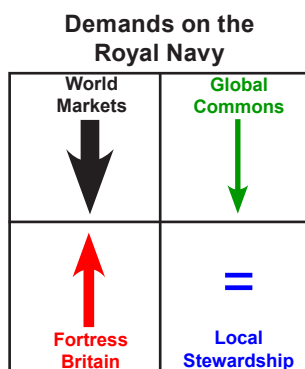 Demands on the
Royal Navy
World
Markets
Global
Commons
=
Fortress
Britain
Local
Stewardship